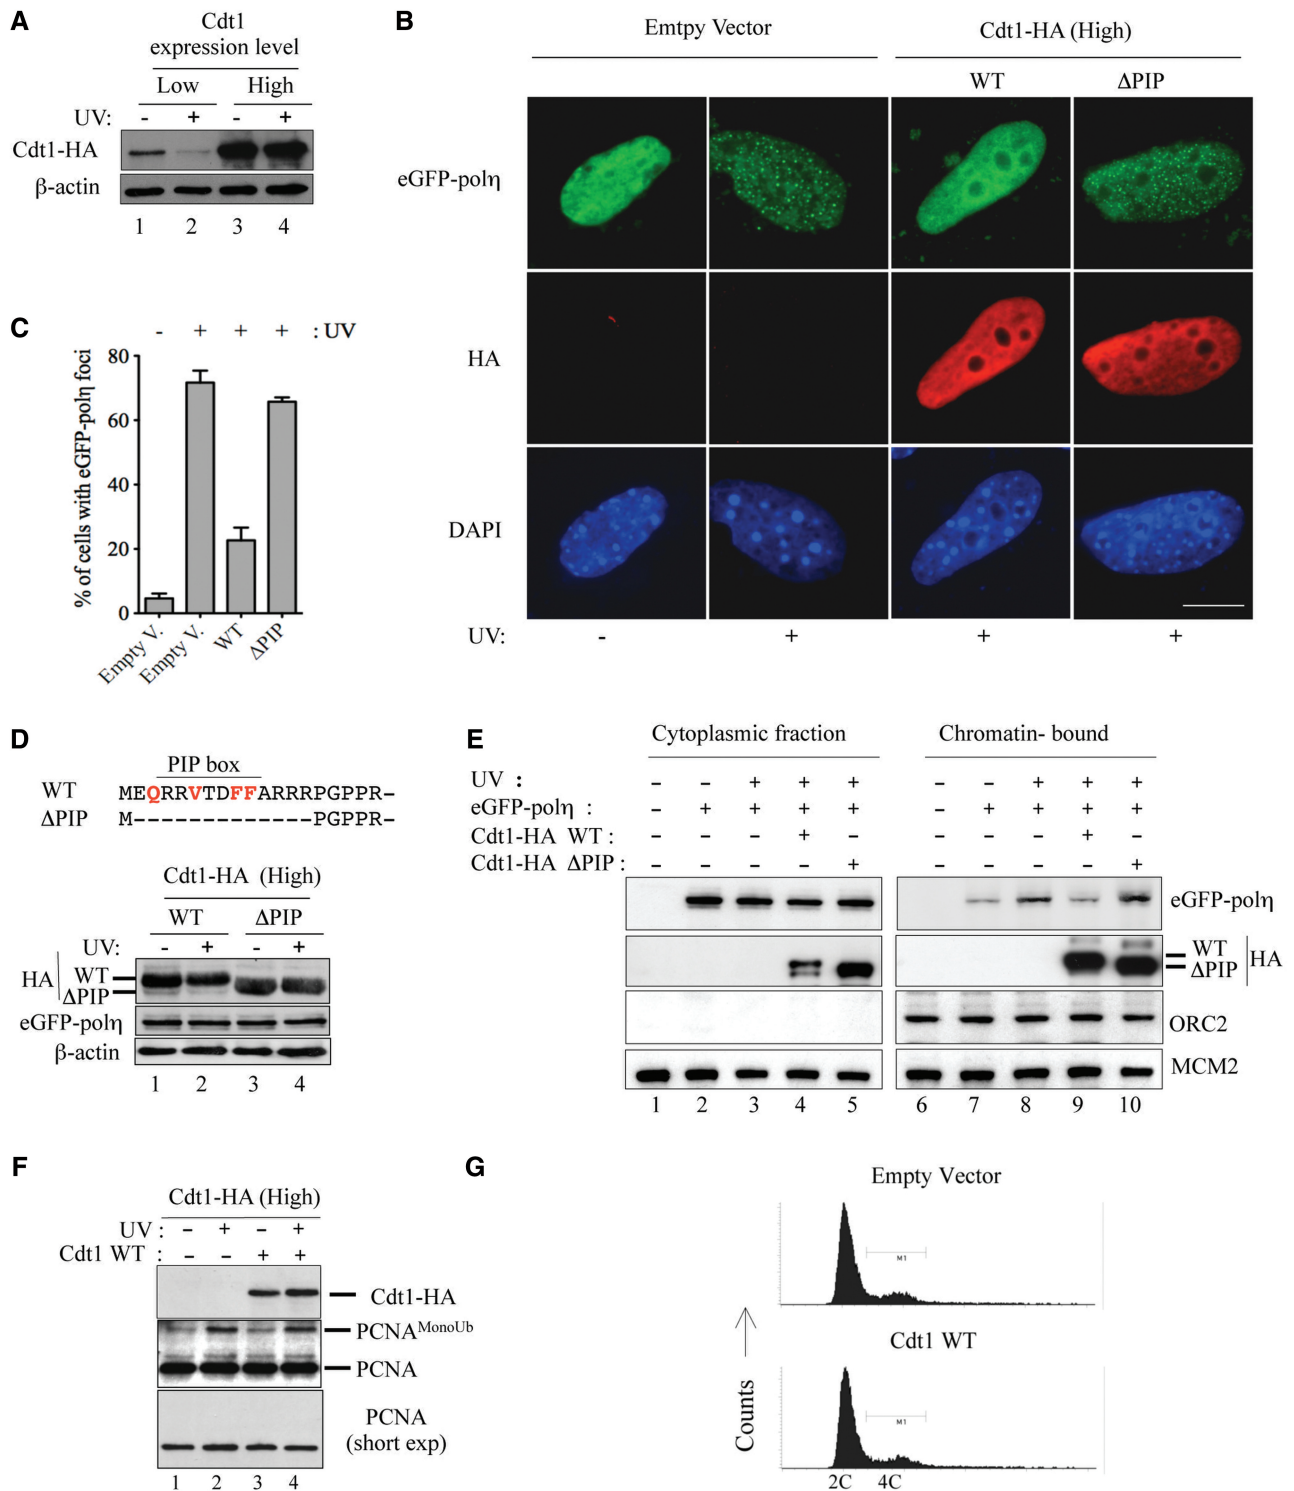 A
Cdt1
expression level
Low High
UV: - + - +
Cdt1-HA
β-actin
1 2 3 4
B
Emtpy Vector Cdt1-HA (High)
WT ΔPIP
eGFP-polη
HA
DAPI
UV: - + + +
C
- + + + : UV
% of cells with eGFP-polη foci
80
60
40
20
0
Empty V. Empty V. WT ΔPIP
D
PIP box
WT MEQRRVTDFFARRRPGPPR-
ΔPIP M-------------PGPPR-
Cdt1-HA (High)
WT ΔPIP
UV: - + - +
HA WT
ΔPIP
eGFP-polη
β-actin
1 2 3 4
E
Cytoplasmic fraction Chromatin- bound
UV : - - + + + - - + + +
eGFP-polη : - + + + + - + + + +
Cdt1-HA WT : - - - + - - - +
Cdt1-HA ΔPIP : - - - - + - - - - +
eGFP-polη
WT
ΔPIP HA
ORC2
MCM2
1 2 3 4 5 6 7 8 9 10
F
Cdt1-HA (High)
UV : - + - +
Cdt1 WT : - - + +
Cdt1-HA
PCNAMonoUb
PCNA
PCNA
(short exp)
1 2 3 4
G
Empty Vector
M1
Cdt1 WT
M1
Counts
2C 4C